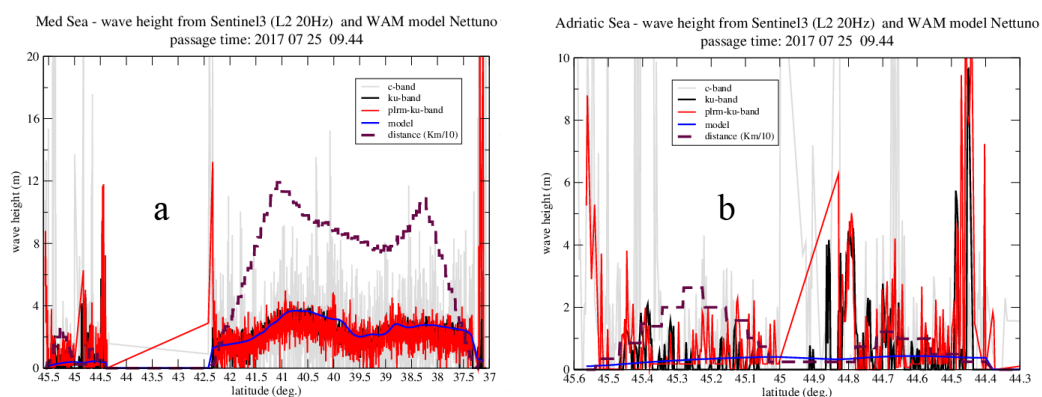 Med Sea - wave height from Sentinel3 (L2 20Hz)  and WAM model Nettuno
passage time: 2017 07 25  09.44
20
16
12
8
4
0
wave height (m)
c-band
ku-band
plrm-ku-band
model
distance (Km/10)
a
45.5 45 44.5 44 43.5 43 42.5 42 41 40.5 40 39 38.5 38 37.5 37
latitude (deg.)
Adriatic Sea - wave height from Sentinel3 (L2 20Hz)  and WAM model Nettuno
passage time: 2017 07 25  09.44
10
8
6
4
2
0
wave height (m)
c-band
ku-band
plrm-ku-band
model
distance (Km/10)
b
45.6 45.5 45.4 45.3 45.2 45.1 45 44.9 44.8 44.7 44.6 44.5 44.4 44.3
latitude (deg.)